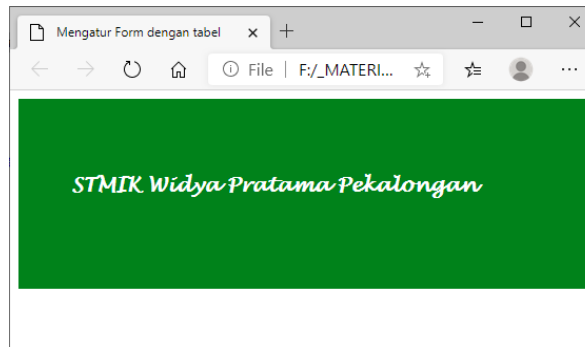 Mengatur Form dengan tabel
File | F:/_MATERI...
STMIK Widya Pratama Pekalongan